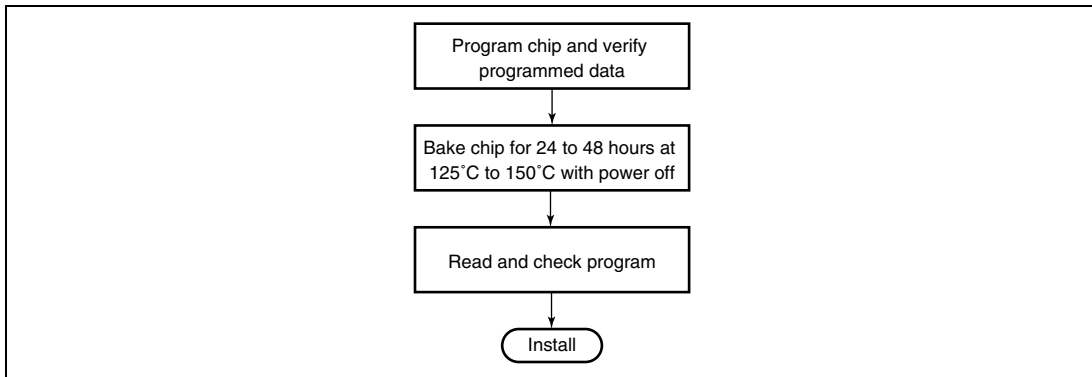 Program chip and verify
programmed data
Bake chip for 24 to 48 hours at
125˚C to 150˚C with power off
Read and check program
Install